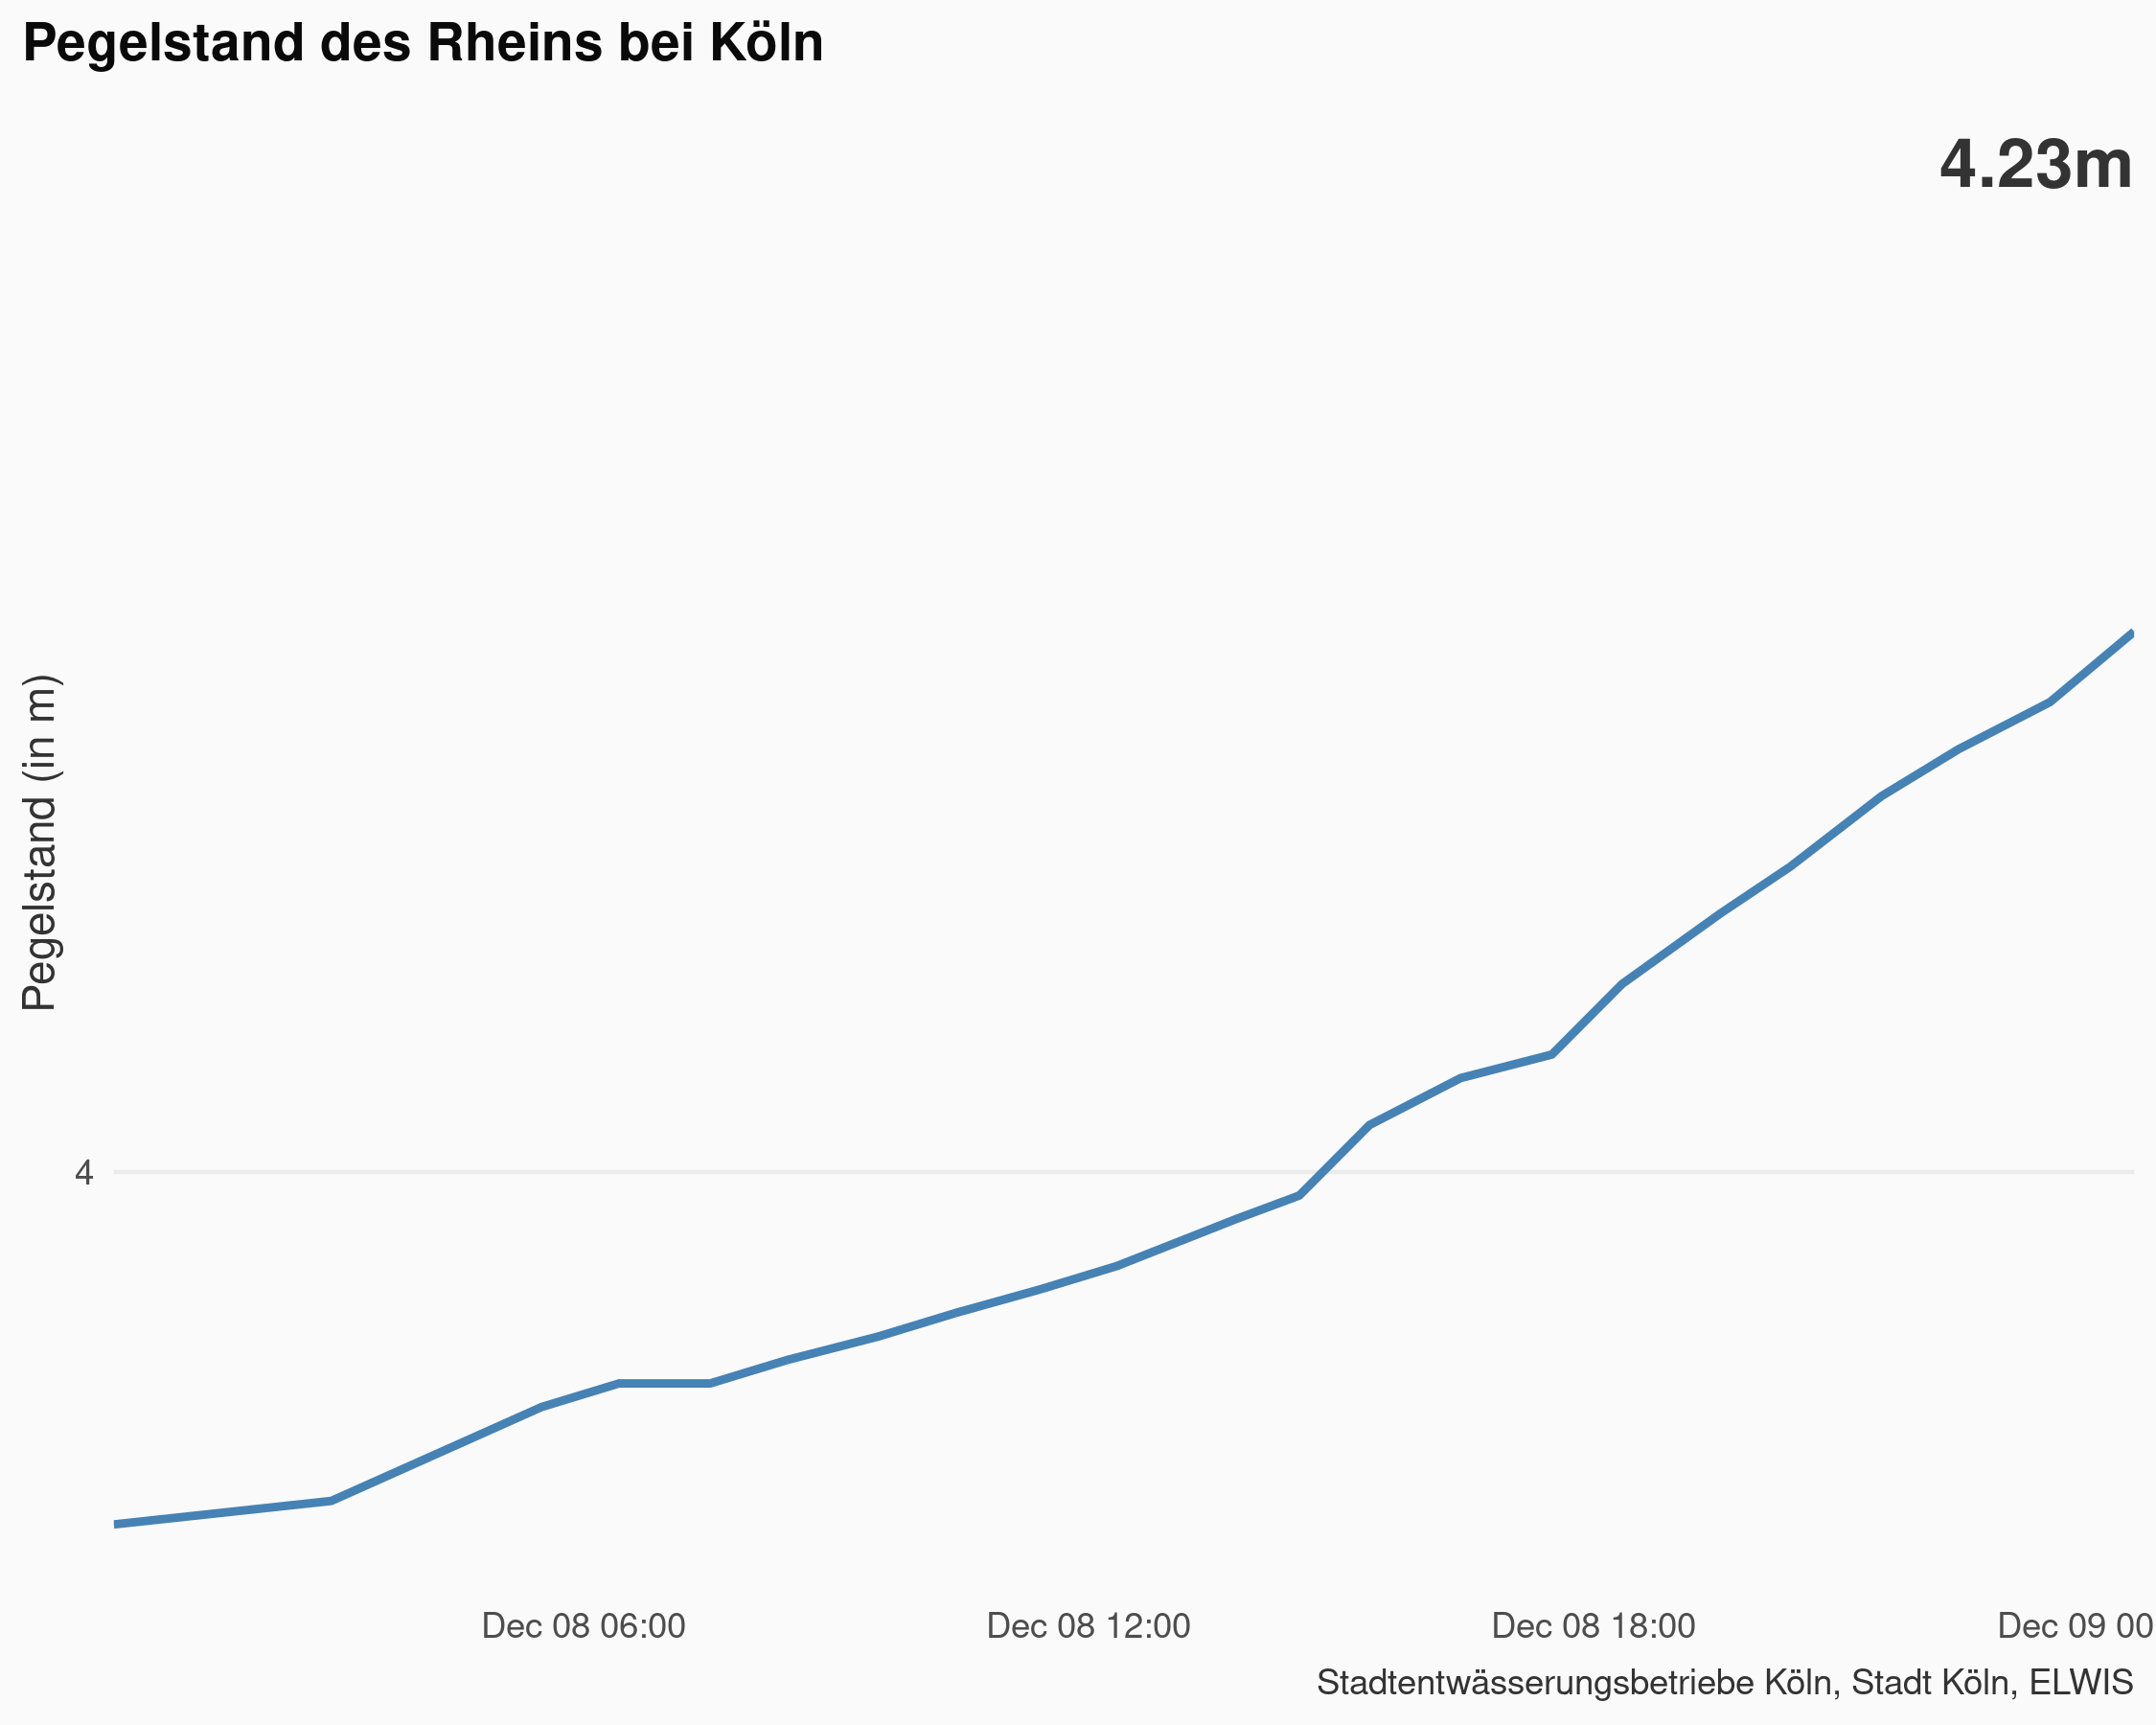 Pegelstand des Rheins bei Köln
4.23m
Pegelstand (in m)
4
Dec 08 06:00
Dec 08 12:00
Dec 08 18:00
Dec 09 00
Stadtentwässerungsbetriebe Köln, Stadt Köln, ELWIS